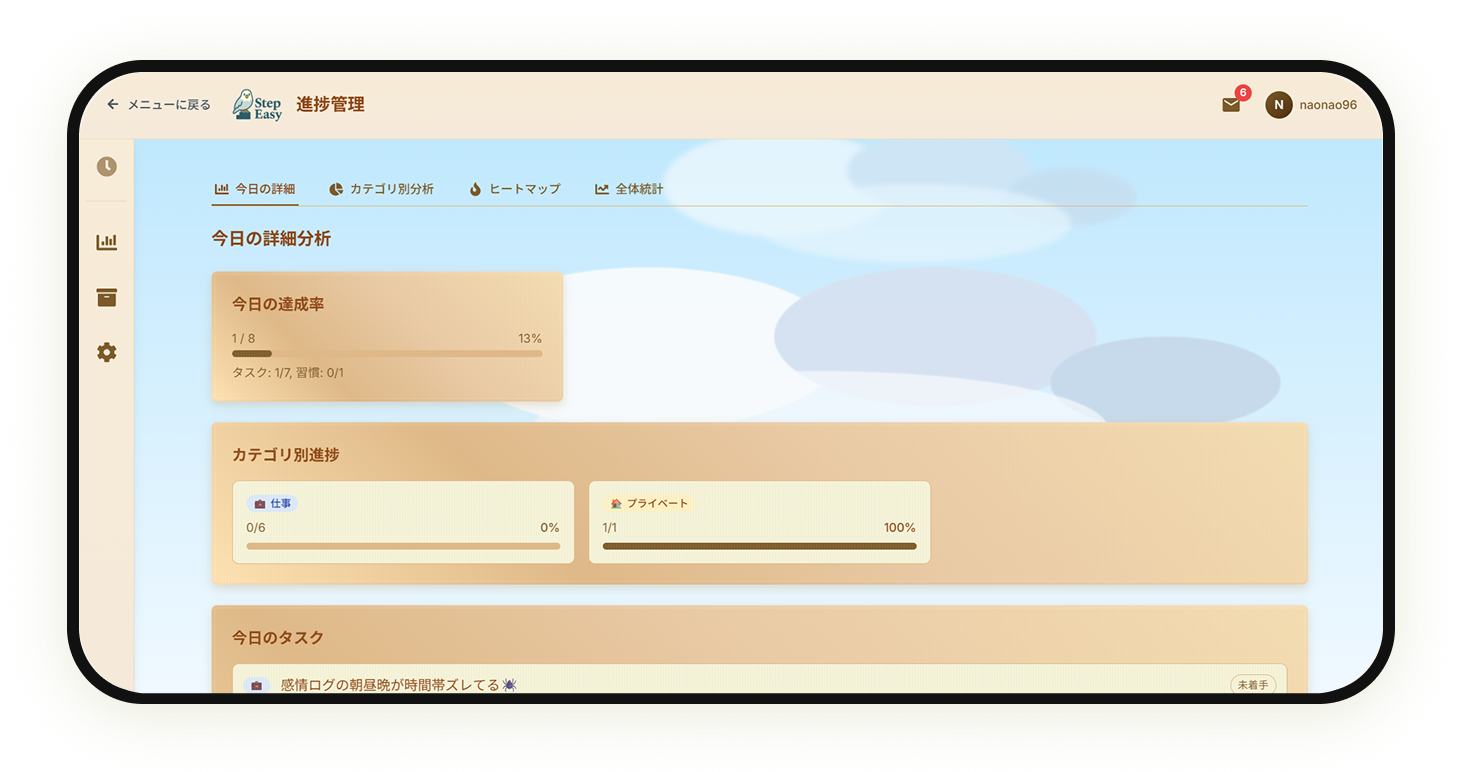 メニューに戻る
Step
Easy
進捗管理
6
N
naonao96
今日の詳細
カテゴリ別分析
ヒートマップ
全体統計
今日の詳細分析
今日の達成率
1 / 8
13%
タスク: 1/7, 習慣: 0/1
カテゴリ別進捗
仕事
0/6
0%
プライベート
1/1
100%
今日のタスク
感情ログの朝昼晩が時間帯ズレてる🕷️
未着手